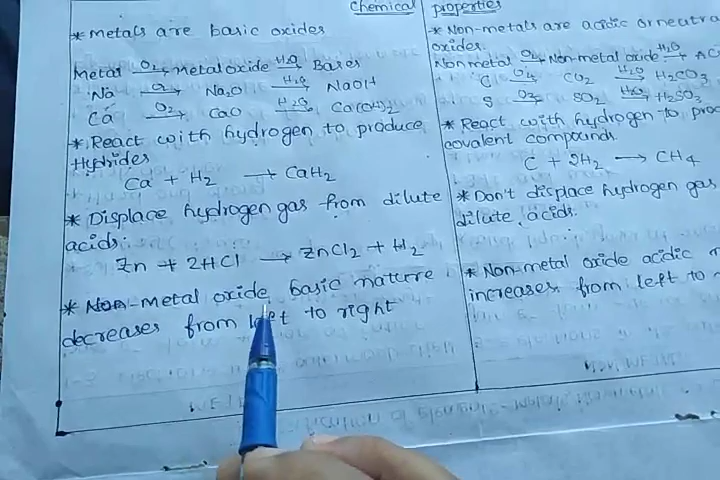 Chemical properties
* Metals are basic oxides
Metal O2→ Metal oxide H2O→ Bases
Na O2→ Na2O H2O→ NaOH
Ca O2→ CaO H2O→ Ca(OH)2
* React with hydrogen to produce
Hydrides
Ca + H2 → CaH2
* Displace hydrogen gas from dilute
acids.
Zn + 2HCl → ZnCl2 + H2
* Non-metal oxide basic nature
decreases from left to right
* Non-metals are acidic or neutra
oxides.
Nonmetal O2→ Non-metal oxide H2O→ Ac
C O2→ CO2 H2O→ H2CO3
S O2→ SO2 H2O→ H2SO3
* React with hydrogen to pro
covalent compounds.
C + 2H2 → CH4
* Don't displace hydrogen gas
dilute acids.
* Non-metal oxide acidic n
increases from left to